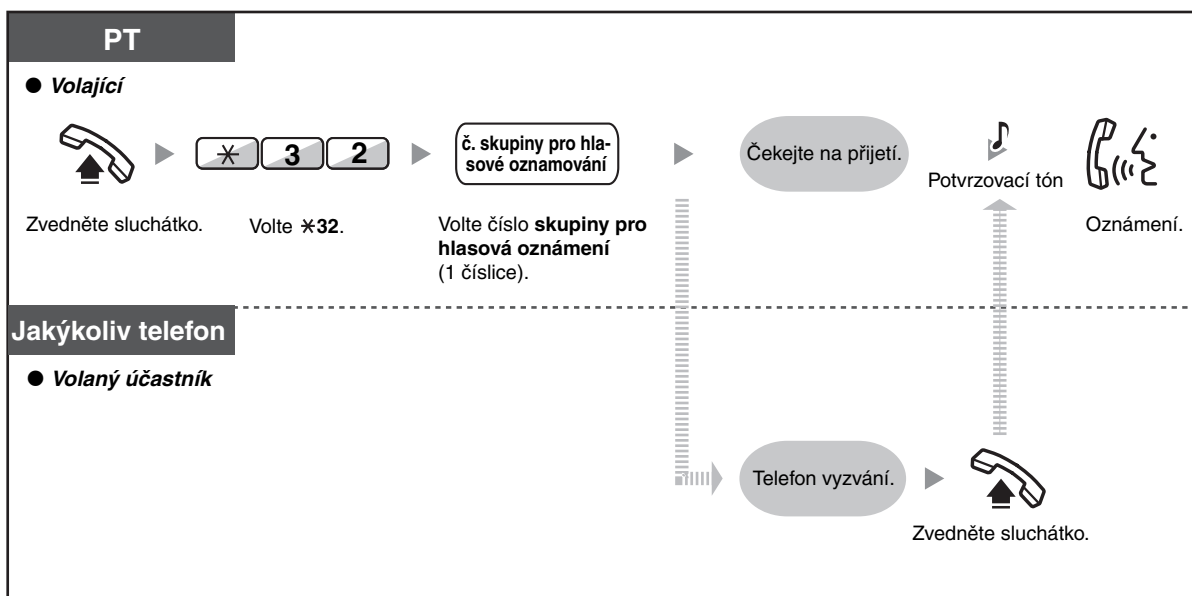 PT
● Volající
✳ 3 2
č. skupiny pro hla-
sové oznamování
Čekejte na přijetí.
Potvrzovací tón
Zvedněte sluchátko.
Volte ✳32.
Volte číslo skupiny pro
hlasová oznámení
(1 číslice).
Oznámení.
Jakýkoliv telefon
● Volaný účastník
Telefon vyzvání.
Zvedněte sluchátko.